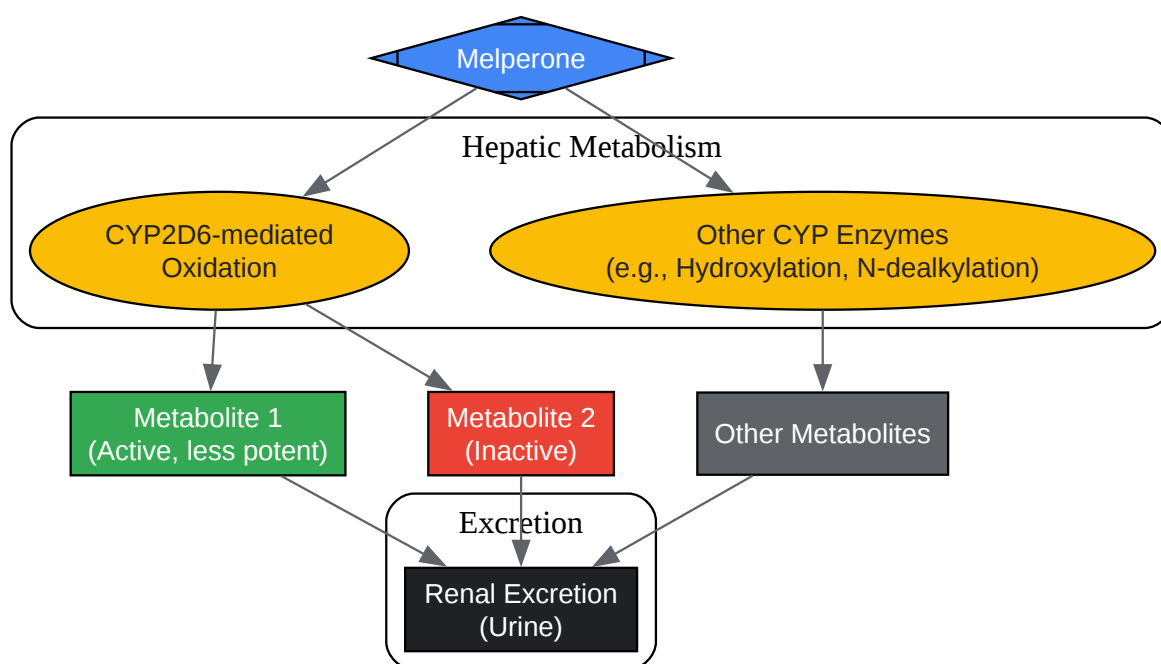 Melperone
Hepatic Metabolism
CYP2D6-mediated
Oxidation
Other CYP Enzymes
(e.g., Hydroxylation, N-dealkylation)
Metabolite 1
(Active, less potent)
Metabolite 2
(Inactive)
Other Metabolites
Excretion
Renal Excretion
(Urine)